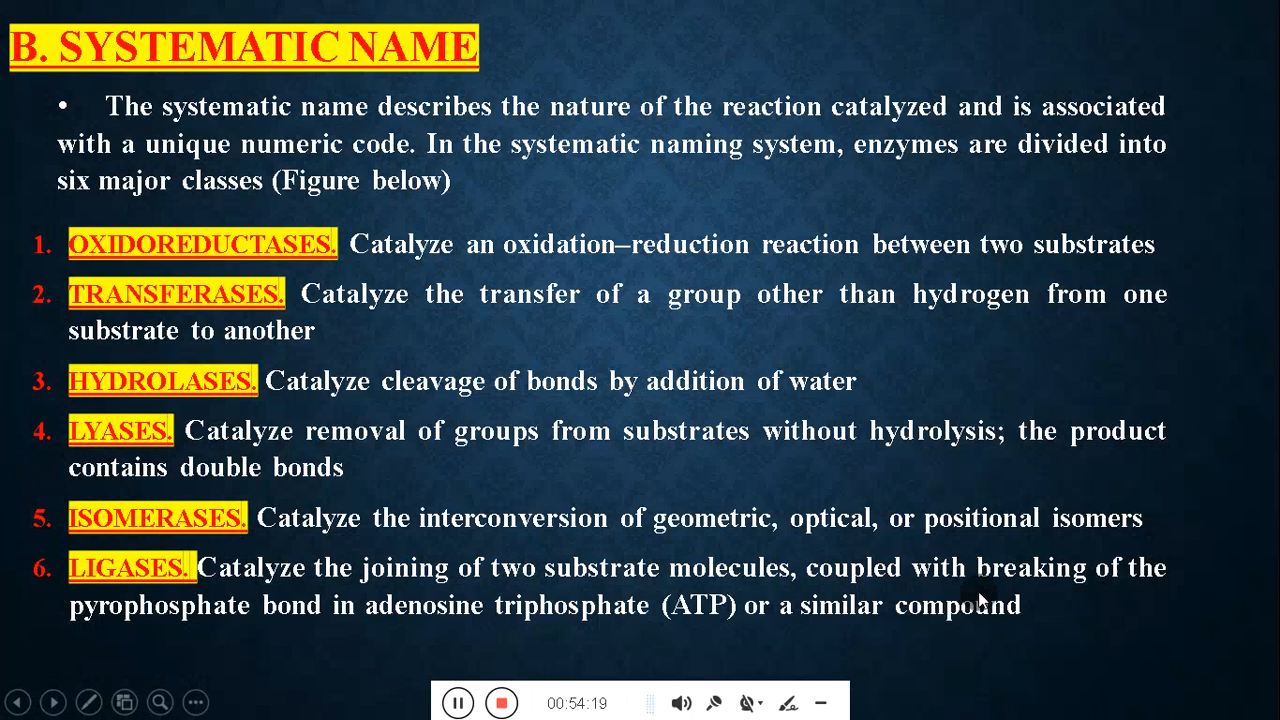 B. SYSTEMATIC NAME
• The systematic name describes the nature of the reaction catalyzed and is associated
with a unique numeric code. In the systematic naming system, enzymes are divided into
six major classes (Figure below)
1. OXIDOREDUCTASES. Catalyze an oxidation–reduction reaction between two substrates
2. TRANSFERASES. Catalyze the transfer of a group other than hydrogen from one
substrate to another
3. HYDROLASES. Catalyze cleavage of bonds by addition of water
4. LYASES. Catalyze removal of groups from substrates without hydrolysis; the product
contains double bonds
5. ISOMERASES. Catalyze the interconversion of geometric, optical, or positional isomers
6. LIGASES. Catalyze the joining of two substrate molecules, coupled with breaking of the
pyrophosphate bond in adenosine triphosphate (ATP) or a similar compound
00:54:19